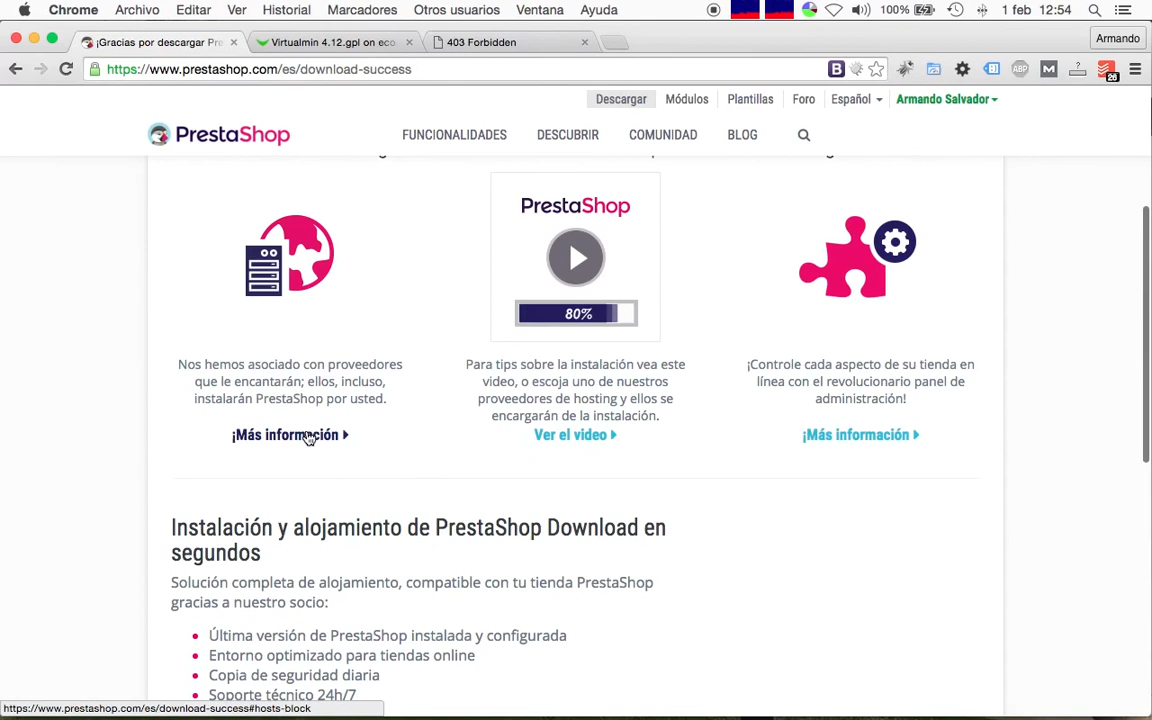 Chrome Archivo Editar Ver Historial Marcadores Otros usuarios Ventana Ayuda 100% 1 feb 12:54
¡Gracias por descargar Pre × Virtualmin 4.12.gpl on eco × 403 Forbidden × Armando
https://www.prestashop.com/es/download-success B ABP M 26
Descargar Módulos Plantillas Foro Español Armando Salvador
PrestaShop FUNCIONALIDADES DESCUBRIR COMUNIDAD BLOG
PrestaShop
80%
Nos hemos asociado con proveedores
que le encantarán; ellos, incluso,
instalarán PrestaShop por usted.
¡Más información
Para tips sobre la instalación vea este
video, o escoja uno de nuestros
proveedores de hosting y ellos se
encargarán de la instalación.
Ver el video
¡Controle cada aspecto de su tienda en
línea con el revolucionario panel de
administración!
¡Más información
Instalación y alojamiento de PrestaShop Download en
segundos
Solución completa de alojamiento, compatible con tu tienda PrestaShop
gracias a nuestro socio:
Última versión de PrestaShop instalada y configurada
Entorno optimizado para tiendas online
Copia de seguridad diaria
Soporte técnico 24h/7
https://www.prestashop.com/es/download-success#hosts-block